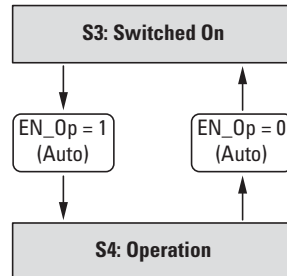 S3: Switched On
EN_Op = 1
(Auto)
EN_Op = 0
(Auto)
S4: Operation